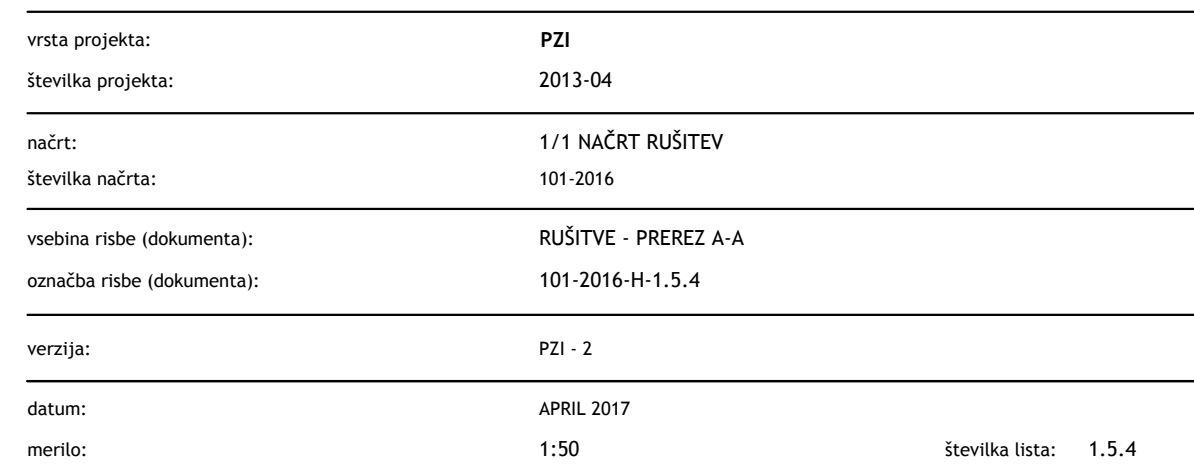 vrsta projekta: PZI
številka projekta: 2013-04
načrt: 1/1 NAČRT RUŠITEV
številka načrta: 101-2016
vsebina risbe (dokumenta): RUŠITVE - PREREZ A-A
označba risbe (dokumenta): 101-2016-H-1.5.4
verzija: PZI - 2
datum: APRIL 2017
merilo: 1:50 številka lista: 1.5.4